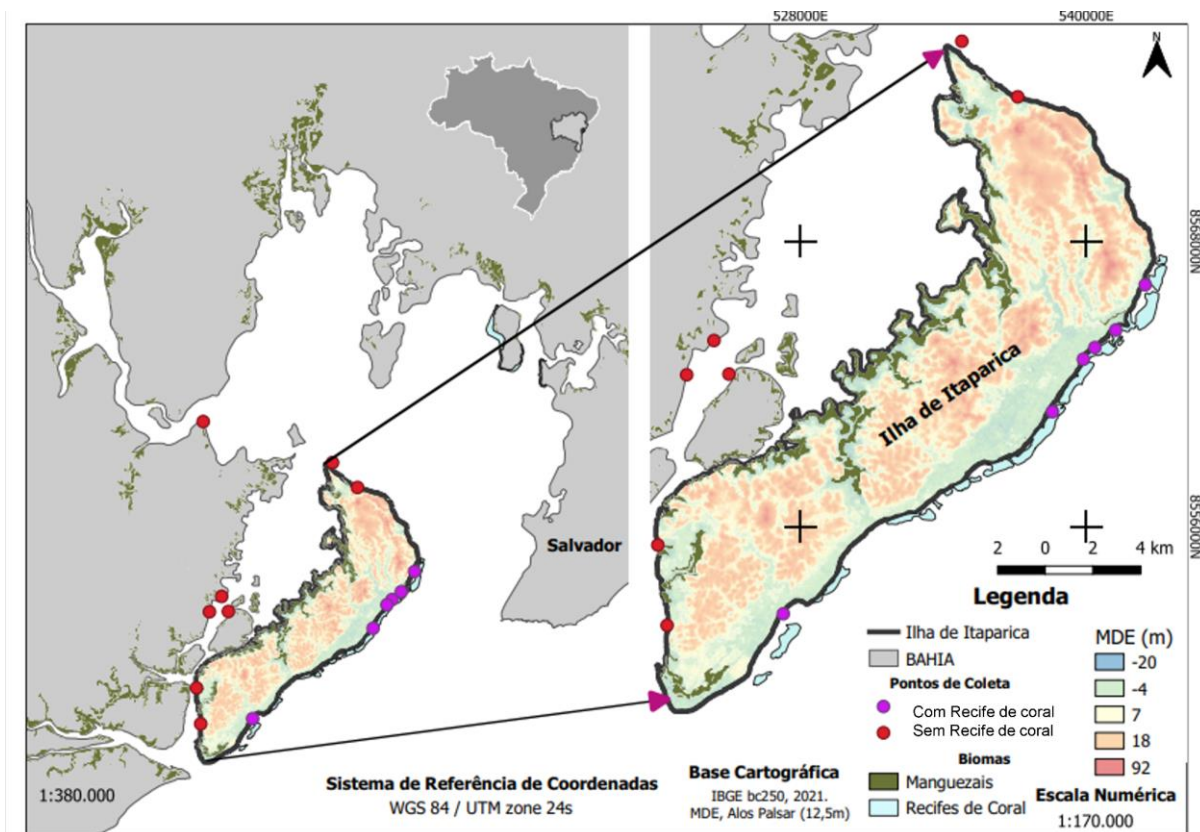 528000E
540000E
N
8568000N
Ilha de Itaparica
Salvador
8556000N
2 0 2 4 km
Legenda
Ilha de Itaparica
BAHIA
Pontos de Coleta
Com Recife de coral
Sem Recife de coral
Biomas
Manguezais
Recifes de Coral
MDE (m)
-20
-4
7
18
92
Escala Numérica
1:170.000
1:380.000
Sistema de Referência de Coordenadas
WGS 84 / UTM zone 24s
Base Cartográfica
IBGE bc250, 2021.
MDE, Alos Palsar (12,5m)